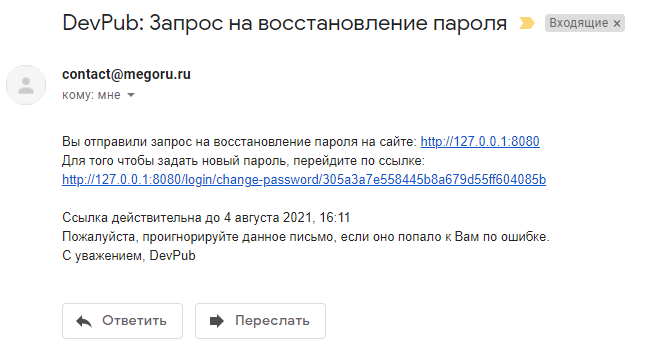 DevPub: Запрос на восстановление пароля Входящие ×
contact@megoru.ru
кому: мне
Вы отправили запрос на восстановление пароля на сайте: http://127.0.0.1:8080
Для того чтобы задать новый пароль, перейдите по ссылке:
http://127.0.0.1:8080/login/change-password/305a3a7e558445b8a679d55ff604085b
Ссылка действительна до 4 августа 2021, 16:11
Пожалуйста, проигнорируйте данное письмо, если оно попало к Вам по ошибке.
С уважением, DevPub
Ответить Переслать